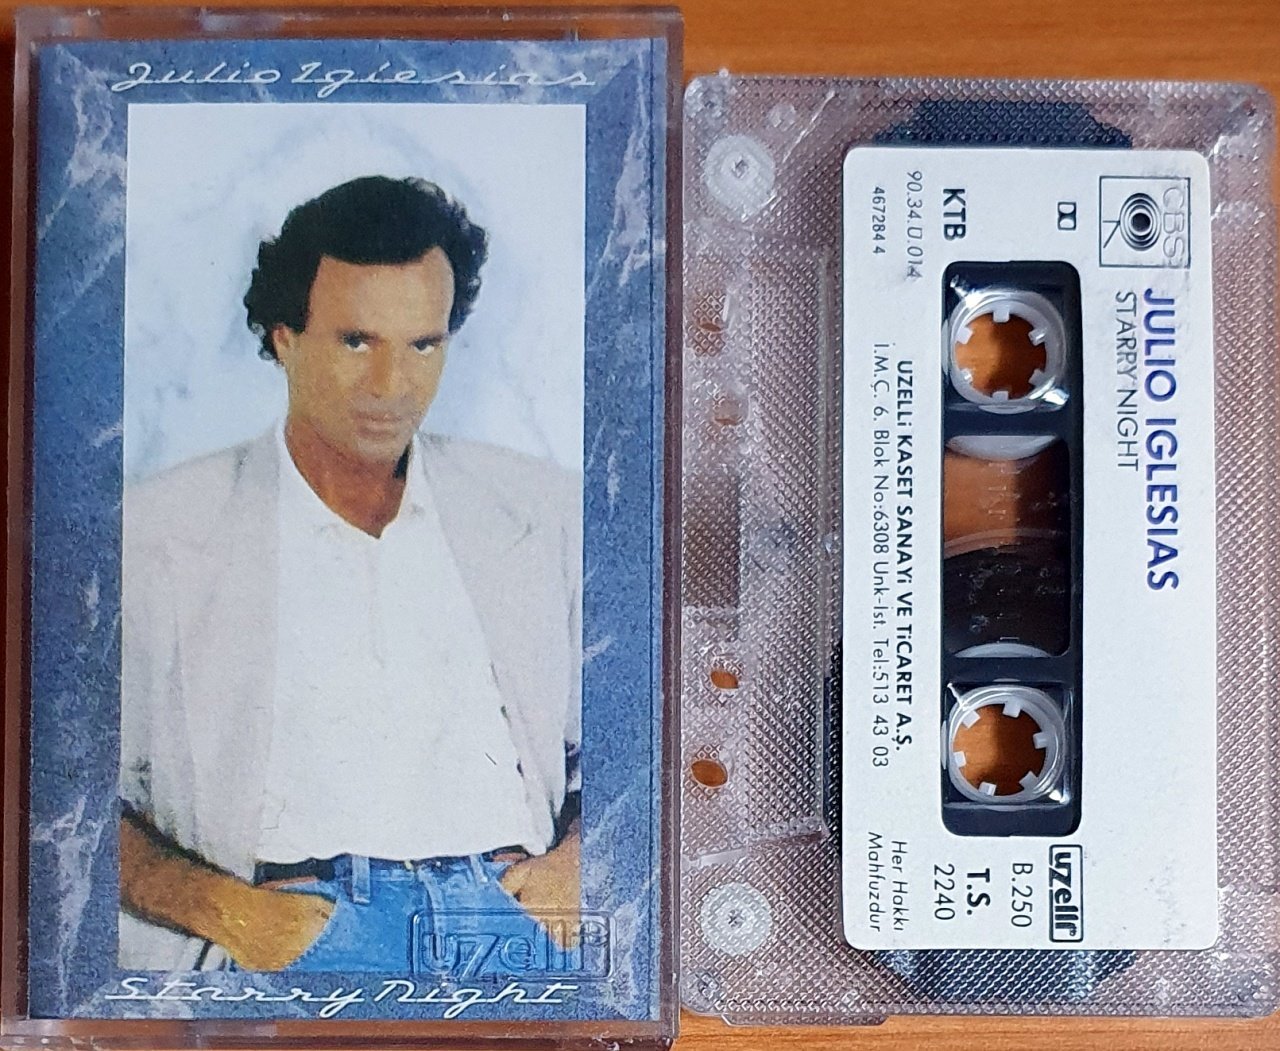 Julio Iglesias
uzelli®
Starry Night
CBS
JULIO IGLESIAS
STARRY NIGHT
KTB
90.34.U.014
467284 4
UZELLİ KASET SANAYİ VE TİCARET A.Ş.
İ.M.Ç. 6. Blok No:6308 Unk-İst. Tel:513 43 03
uzelli®
B.250
T.S.
2240
Her Hakkı
Mahfuzdur